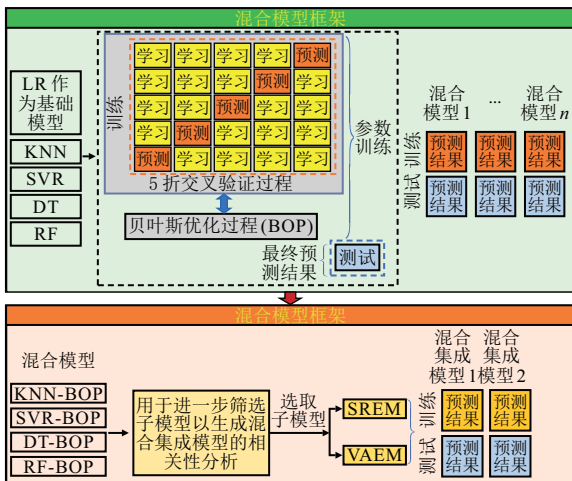 混合模型框架
LR 作
为基础
模型
KNN
SVR
DT
RF
训练
学习 学习 学习 学习 预测
学习 学习 学习 预测 学习
学习 学习 预测 学习 学习
学习 预测 学习 学习 学习
预测 学习 学习 学习 学习
5 折交叉验证过程
贝叶斯优化过程(BOP)
参数
训练
最终预
测结果
测试
混合 ... 混合
模型 1 模型 n
训练
预测 预测 预测
结果 结果 结果
测试
预测 预测 预测
结果 结果 结果
混合模型框架
混合模型
KNN-BOP
SVR-BOP
DT-BOP
RF-BOP
用于进一步筛选
子模型以生成混
合集成模型的相
关性分析
选取
子模型
SREM
VAEM
混合 混合
集成 集成
模型 1 模型 2
训练
预测 预测
结果 结果
测试
预测 预测
结果 结果